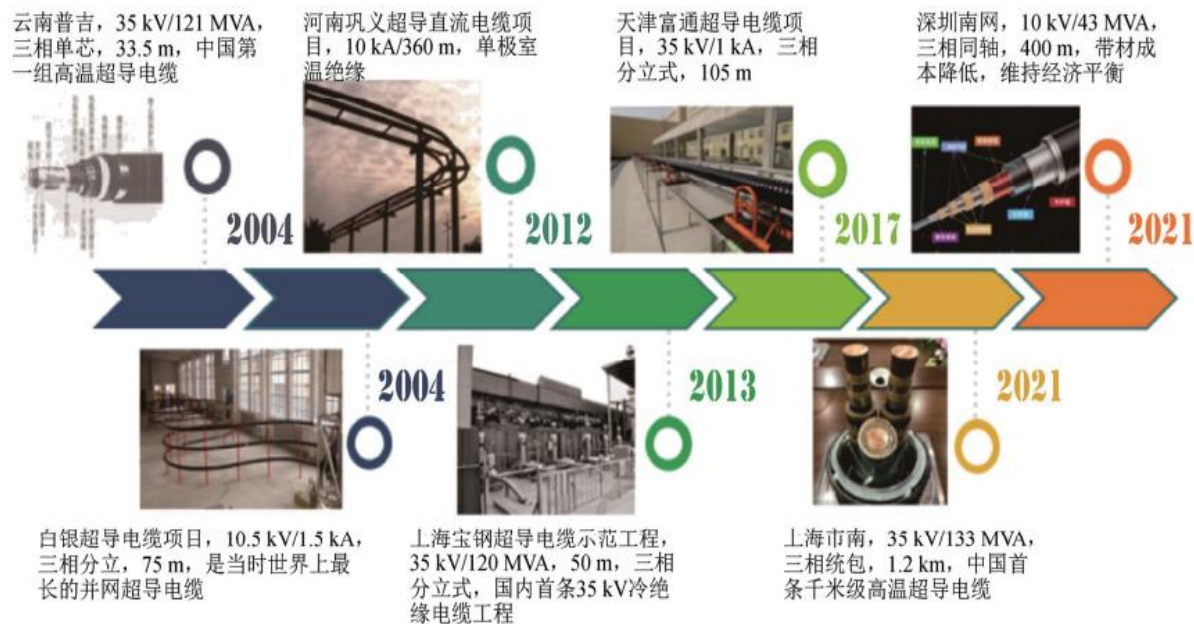 云南普吉，35 kV/121 MVA，
三相单芯，33.5 m，中国第
一组高温超导电缆
河南巩义超导直流电缆项
目，10 kA/360 m，单极室
温绝缘
天津富通超导电缆项
目，35 kV/1 kA，三相
分立式，105 m
深圳南网，10 kV/43 MVA，
三相同轴，400 m，带材成
本降低，维持经济平衡
2004
2012
2017
2021
2004
2013
2021
白银超导电缆项日，10.5 kV/1.5 kA，
三相分立，75 m，是当时世界上最
长的并网超导电缆
上海宝钢超导电缆示范工程，
35 kV/120 MVA，50 m，三相
分立式，国内首条35 kV冷绝
缘电缆工程
上海市南，35 kV/133 MVA，
三相统包，1.2 km，中国首
条千米级高温超导电缆